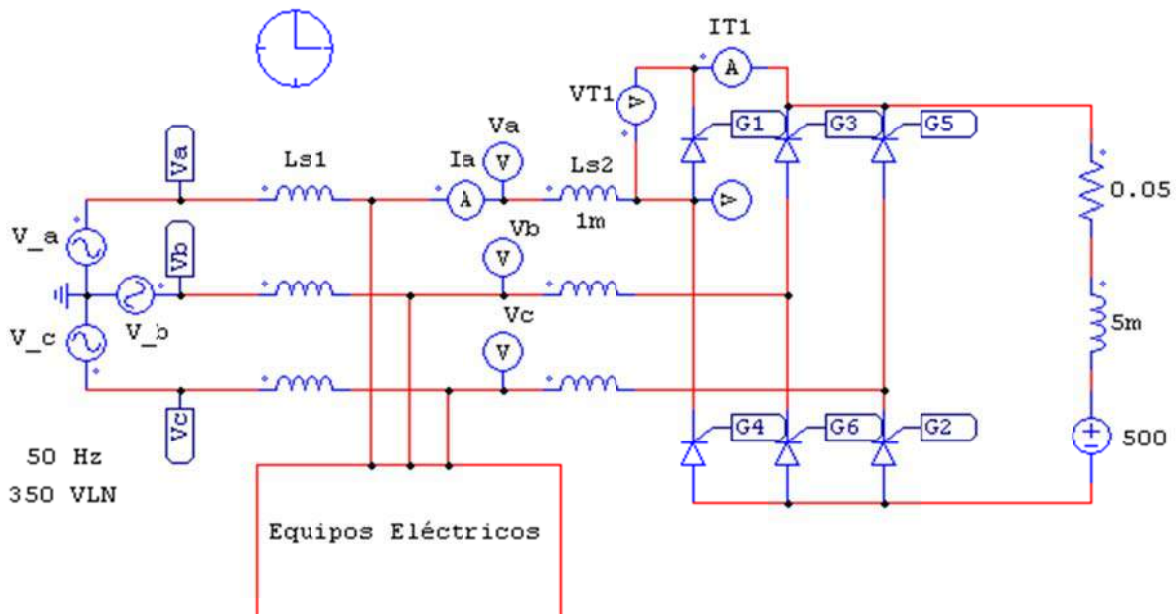 IT1
A
VT1
V
G1
G3
G5
Va
Va
Ls1
Ia
A
V
Ls2
1m
V
0.05
V_a
Vb
Vb
V
V_b
V_c
Vc
V
5m
G4
G6
G2
Vc
500
50 Hz
350 VLN
Equipos Eléctricos